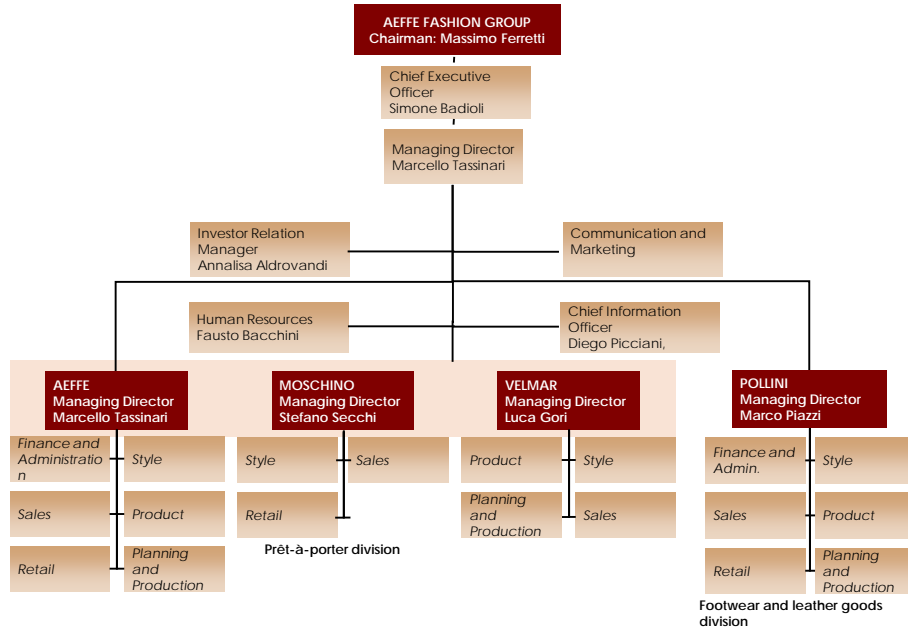 AEFFE FASHION GROUP
Chairman: Massimo Ferretti
Chief Executive
Officer
Simone Badioli
Managing Director
Marcello Tassinari
Investor Relation
Manager
Annalisa Aldrovandi
Communication and
Marketing
Human Resources
Fausto Bacchini
Chief Information
Officer
Diego Picciani,
AEFFE
Managing Director
Marcello Tassinari
MOSCHINO
Managing Director
Stefano Secchi
VELMAR
Managing Director
Luca Gori
POLLINI
Managing Director
Marco Piazzi
Finance and
Administratio
n
Style
Sales
Product
Retail
Planning
and
Production
Style
Sales
Retail
Prêt-à-porter division
Product
Style
Planning
and
Production
Sales
Finance and
Admin.
Style
Sales
Product
Retail
Planning
and
Production
Footwear and leather goods
division